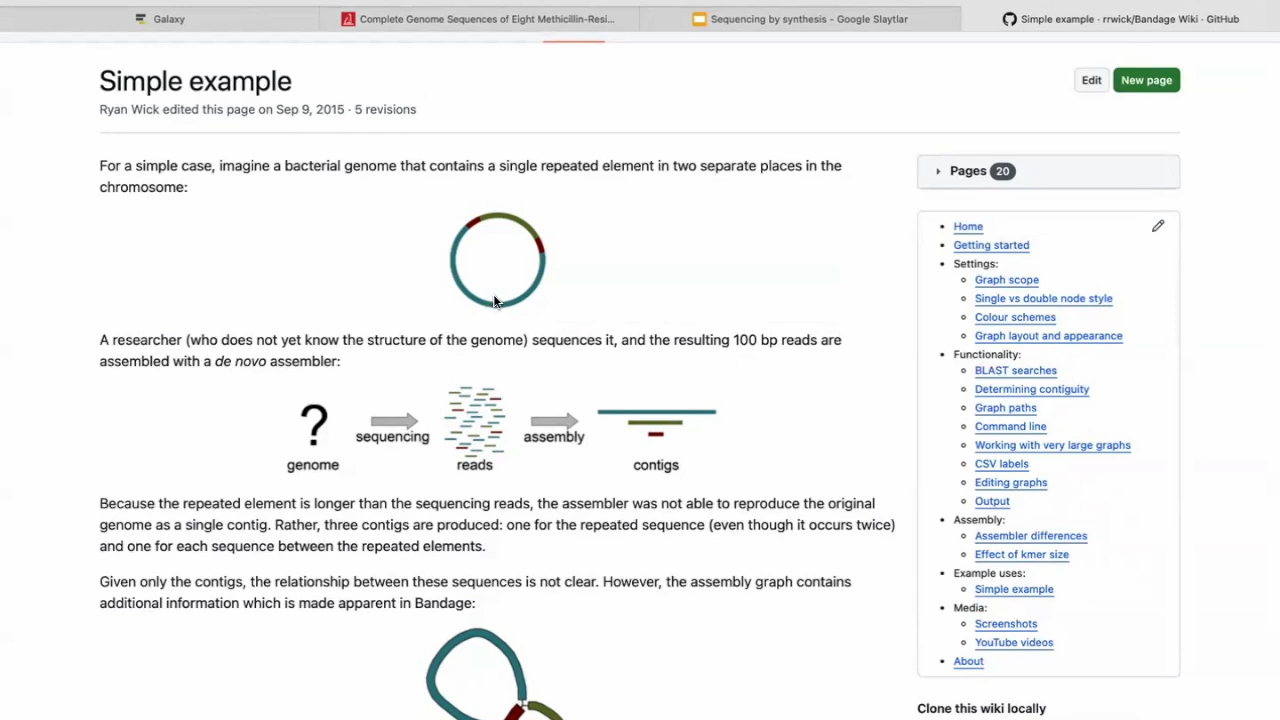 Galaxy
Complete Genome Sequences of Eight Methicillin-Resi...
Sequencing by synthesis - Google Slaytlar
Simple example · rrwick/Bandage Wiki · GitHub
Simple example
Edit
New page
Ryan Wick edited this page on Sep 9, 2015 · 5 revisions
For a simple case, imagine a bacterial genome that contains a single repeated element in two separate places in the
chromosome:
A researcher (who does not yet know the structure of the genome) sequences it, and the resulting 100 bp reads are
assembled with a de novo assembler:
?
sequencing
assembly
genome
reads
contigs
Because the repeated element is longer than the sequencing reads, the assembler was not able to reproduce the original
genome as a single contig. Rather, three contigs are produced: one for the repeated sequence (even though it occurs twice)
and one for each sequence between the repeated elements.
Given only the contigs, the relationship between these sequences is not clear. However, the assembly graph contains
additional information which is made apparent in Bandage:
Pages 20
Home
Getting started
Settings:
Graph scope
Single vs double node style
Colour schemes
Graph layout and appearance
Functionality:
BLAST searches
Determining contiguity
Graph paths
Command line
Working with very large graphs
CSV labels
Editing graphs
Output
Assembly:
Assembler differences
Effect of kmer size
Example uses:
Simple example
Media:
Screenshots
YouTube videos
About
Clone this wiki locally